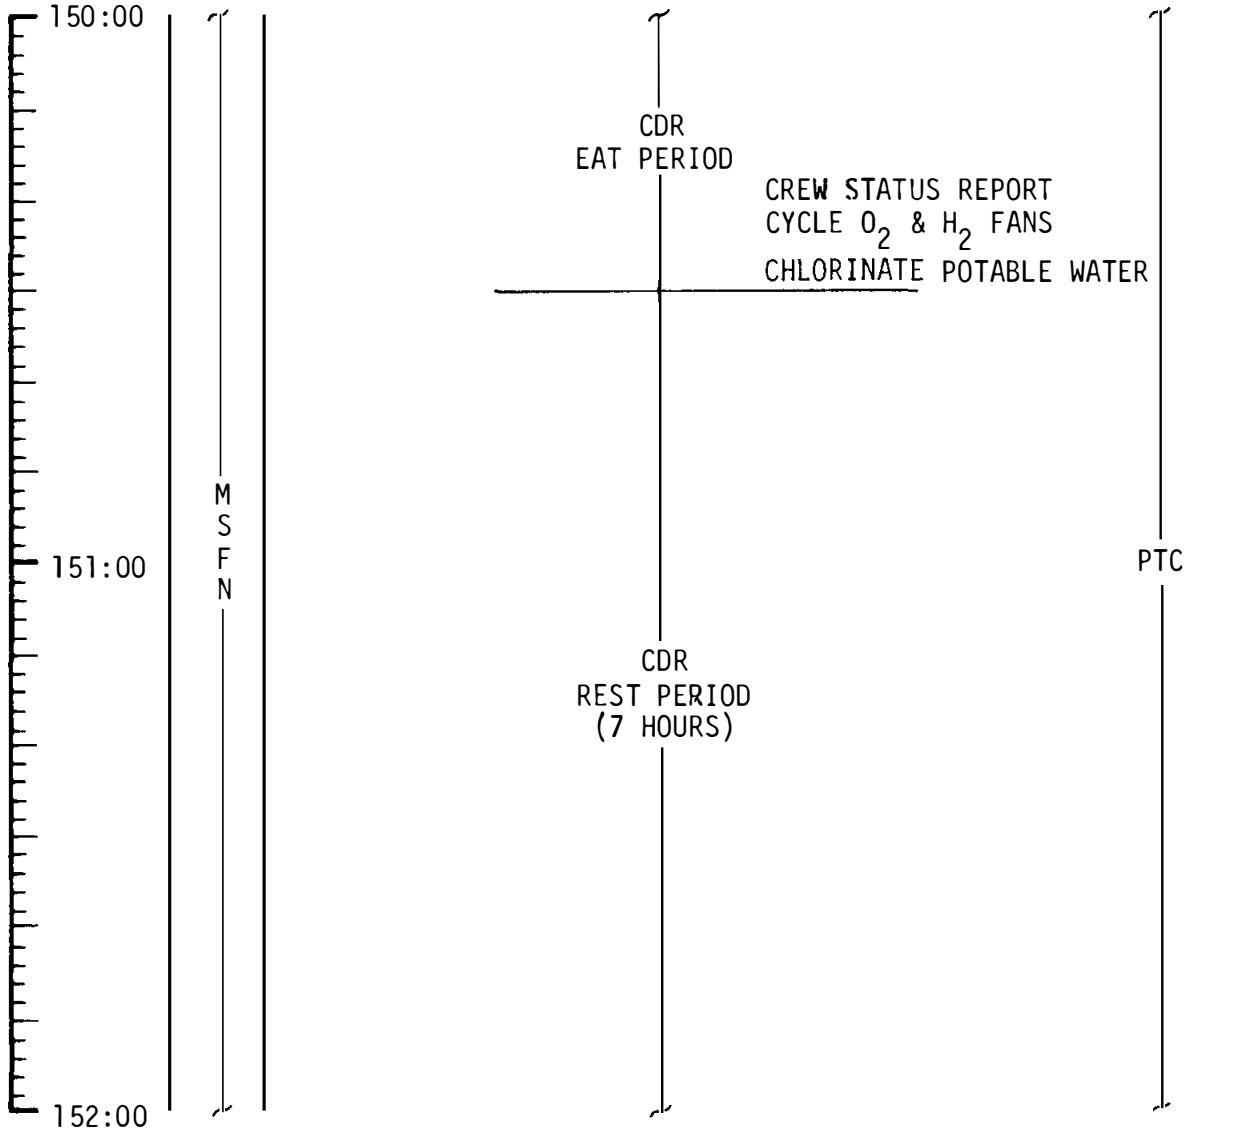 150:00
CDR
EAT PERIOD
CREW STATUS REPORT
CYCLE O₂ & H₂ FANS
CHLORINATE POTABLE WATER
M
S
F
N
151:00
PTC
CDR
REST PERIOD
(7 HOURS)
152:00